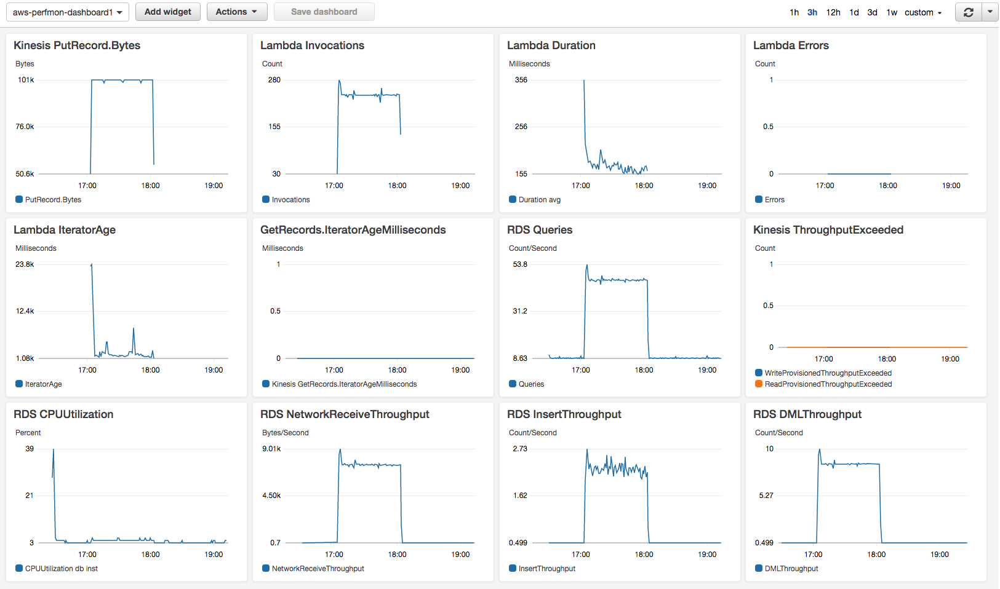 aws-perfmon-dashboard1 Add widget Actions Save dashboard 1h 3h 12h 1d 3d 1w custom
Kinesis PutRecord.Bytes
Bytes
101k
76.0k
50.6k
17:00 18:00 19:00
PutRecord.Bytes
Lambda Invocations
Count
280
155
30
17:00 18:00 19:00
Invocations
Lambda Duration
Milliseconds
356
256
155
17:00 18:00 19:00
Duration avg
Lambda Errors
Count
1
0.5
0
17:00 18:00 19:00
Errors
Lambda IteratorAge
Milliseconds
23.8k
12.4k
1.08k
17:00 18:00 19:00
IteratorAge
GetRecords.IteratorAgeMilliseconds
Milliseconds
1
0.5
0
17:00 18:00 19:00
Kinesis GetRecords.IteratorAgeMilliseconds
RDS Queries
Count/Second
53.8
31.2
8.63
17:00 18:00 19:00
Queries
Kinesis ThroughputExceeded
Count
1
0.5
0
17:00 18:00 19:00
WriteProvisionedThroughputExceeded
ReadProvisionedThroughputExceeded
RDS CPUUtilization
Percent
39
21
3
17:00 18:00 19:00
CPUUtilization db inst
RDS NetworkReceiveThroughput
Bytes/Second
9.01k
4.50k
0.7
17:00 18:00 19:00
NetworkReceiveThroughput
RDS InsertThroughput
Count/Second
2.73
1.62
0.499
17:00 18:00 19:00
InsertThroughput
RDS DMLThroughput
Count/Second
10
5.27
0.499
17:00 18:00 19:00
DMLThroughput